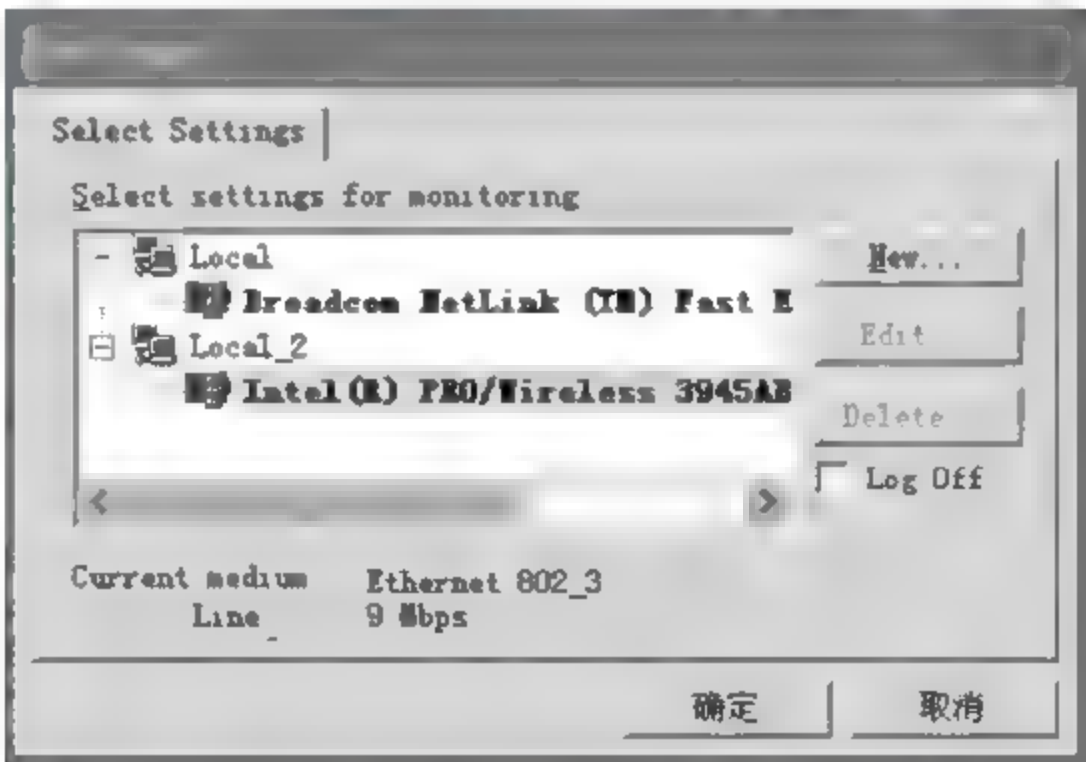 Select Settings
Select settings for monitoring
Local
Broadcom NetLink (TM) Fast E
Local_2
Intel(R) PRO/Wireless 3945AB
New...
Edit
Delete
Log Off
Current medium Ethernet 802_3
Line 9 Mbps
确定 取消